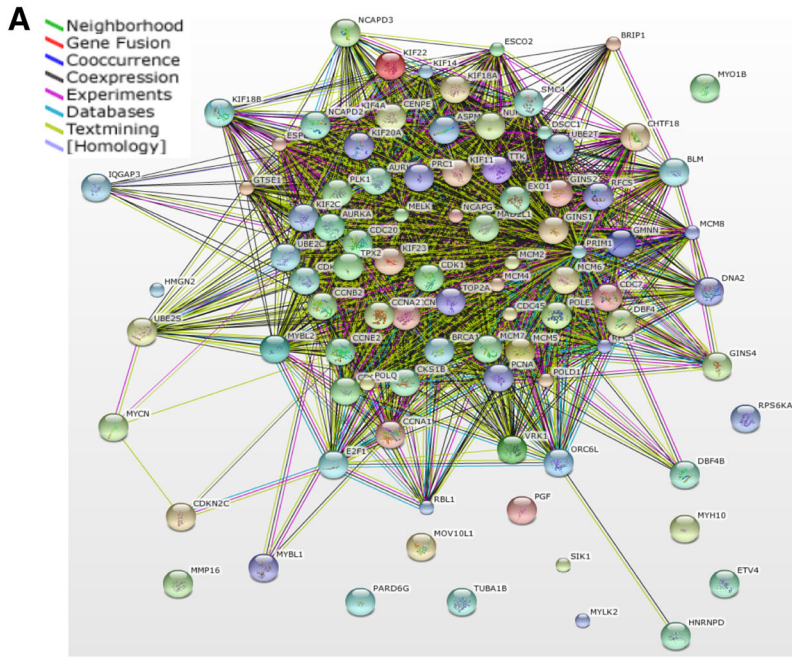 A
Neighborhood
Gene Fusion
Cooccurrence
Coexpression
Experiments
Databases
Textmining
[Homology]
NCAPD3
KIF22
KIF14
ESCO2
BRIP1
MYO1B
KIF18A
SMC4
KIF18B
NCAPD2
KIF4A
CENPE
ASPM
DSCC1
UBE2T
CHTF18
KIF20A
BLM
IQGAP3
GTSE1
PLK1
PRC1
KIF11
TTK
EXO1
GINS2
RFC5
KIF2C
AURKA
MELK
NCAPG
MAD2L1
GINS1
GMNN
MCM8
CDC20
PRIM1
UBE2C
TPX2
KIF23
MCM2
MCM6
HMGN2
CDK1
MCM4
TOP2A
CDC7
DNA2
UBE2S
CCNB2
CCNA2
CDC45
DBF4
MYBL2
CCNE2
MCM7
MCM5
RFC3
GINS4
PCNA
POLD1
POLQ
CKS1B
MYCN
CCNA1
RPS6KA
E2F1
VRK1
ORC6L
DBF4B
CDKN2C
RBL1
PGF
MYH10
MOV10L1
MYBL1
SIK1
MMP16
ETV4
PARD6G
TUBA1B
MYLK2
HNRNPD